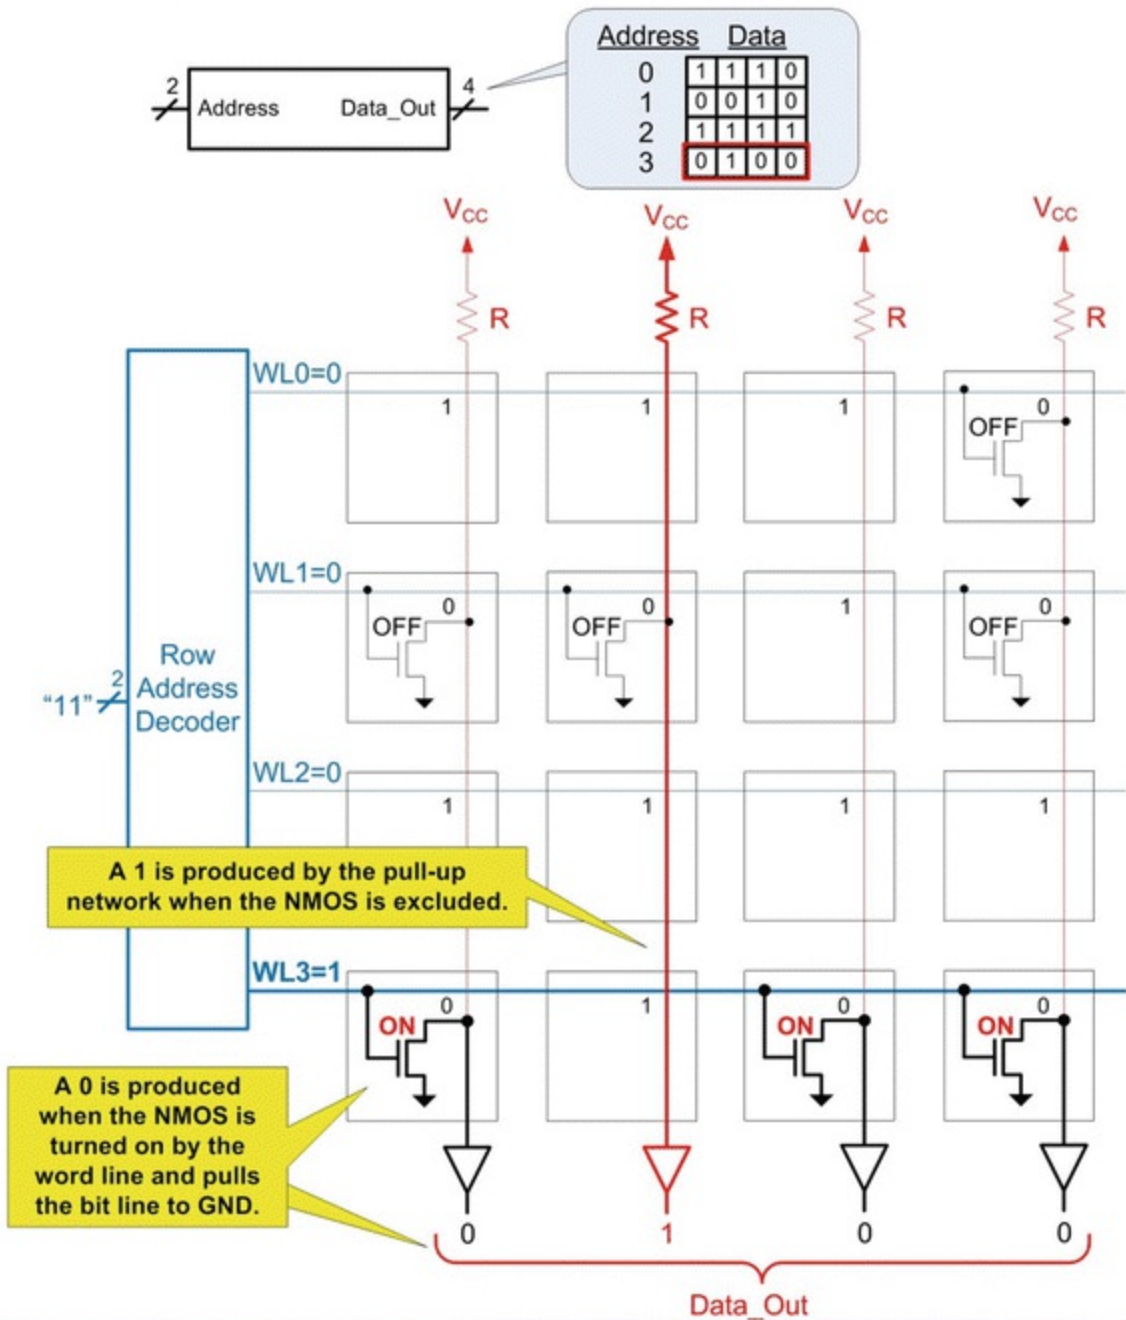 Address Data
0 1 1 1 0
1 0 0 1 0
2 1 1 1 1
3 0 1 0 0
2 Address Data_Out 4
VCC VCC VCC VCC
R R R R
WL0=0
1 1 1 0
OFF
WL1=0
0 0 1 0
OFF OFF OFF
Row
Address
Decoder
"11" 2
WL2=0
1 1 1 1
A 1 is produced by the pull-up
network when the NMOS is excluded.
WL3=1
0 1 0 0
ON ON ON
A 0 is produced
when the NMOS is
turned on by the
word line and pulls
the bit line to GND.
0 1 0 0
Data_Out